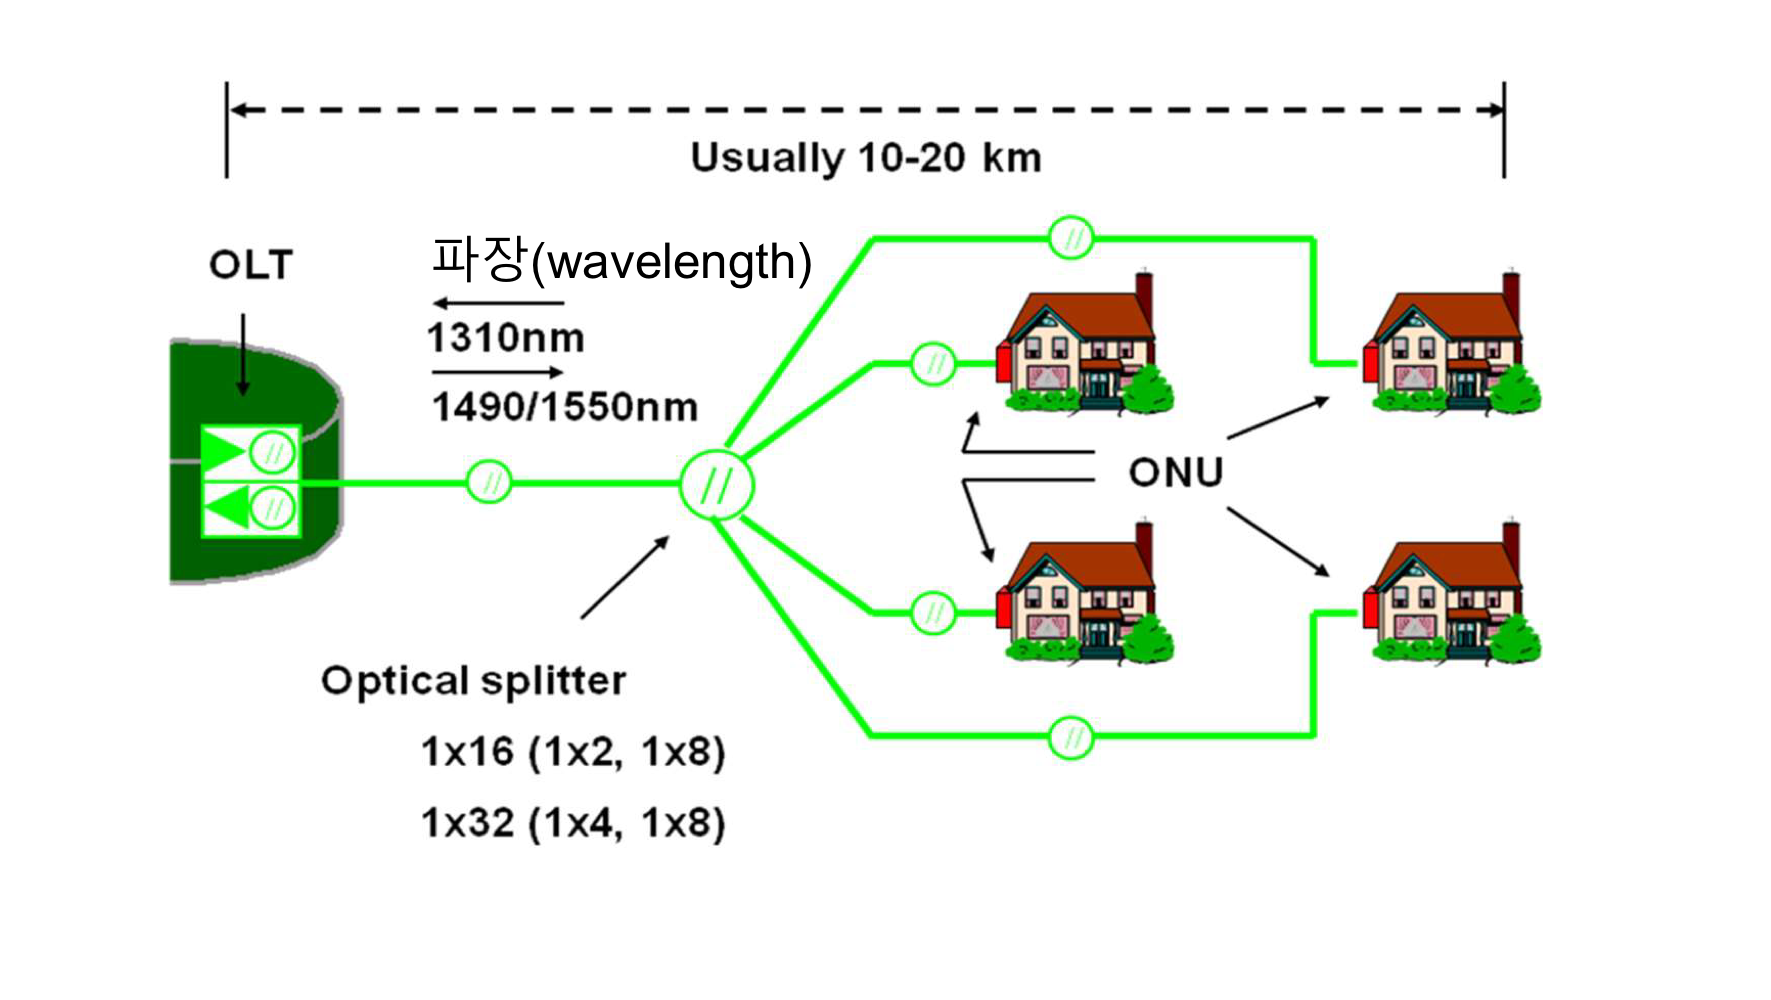 Usually 10-20 km
OLT
파장(wavelength)
1310nm
1490/1550nm
ONU
Optical splitter
1x16 (1x2, 1x8)
1x32 (1x4, 1x8)